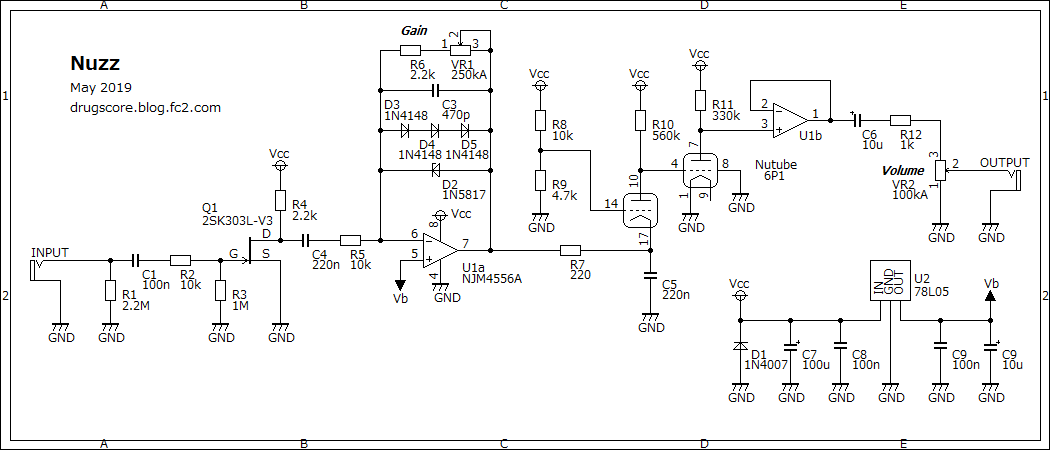 A B C D E
Nuzz
May 2019
drugscore.blog.fc2.com
1
1
2
2
Gain
1 2 3
R6
2.2k
VR1
250kA
D3
1N4148
C3
470p
D4
1N4148
D5
1N4148
D2
1N5817
Vcc
R4
2.2k
Q1
2SK303L-V3
D
G
S
INPUT
GND
R1
2.2M
GND
C1
100n
R2
10k
R3
1M
GND
GND
C4
220n
R5
10k
6
5
7
8
4
Vcc
U1a
NJM4556A
Vb
GND
Vcc
R8
10k
R9
4.7k
GND
R7
220
Vcc
R10
560k
10
14
17
C5
220n
GND
Vcc
R11
330k
7
4
8
1
9
GND
GND
Nutube
6P1
2
3
1
U1b
C6
10u
R12
1k
Volume
3
2
1
VR2
100kA
GND
OUTPUT
GND
Vcc
D1
1N4007
GND
C7
100u
GND
C8
100n
GND
IN
GND
OUT
U2
78L05
GND
C9
100n
GND
Vb
C9
10u
GND
A B C D E